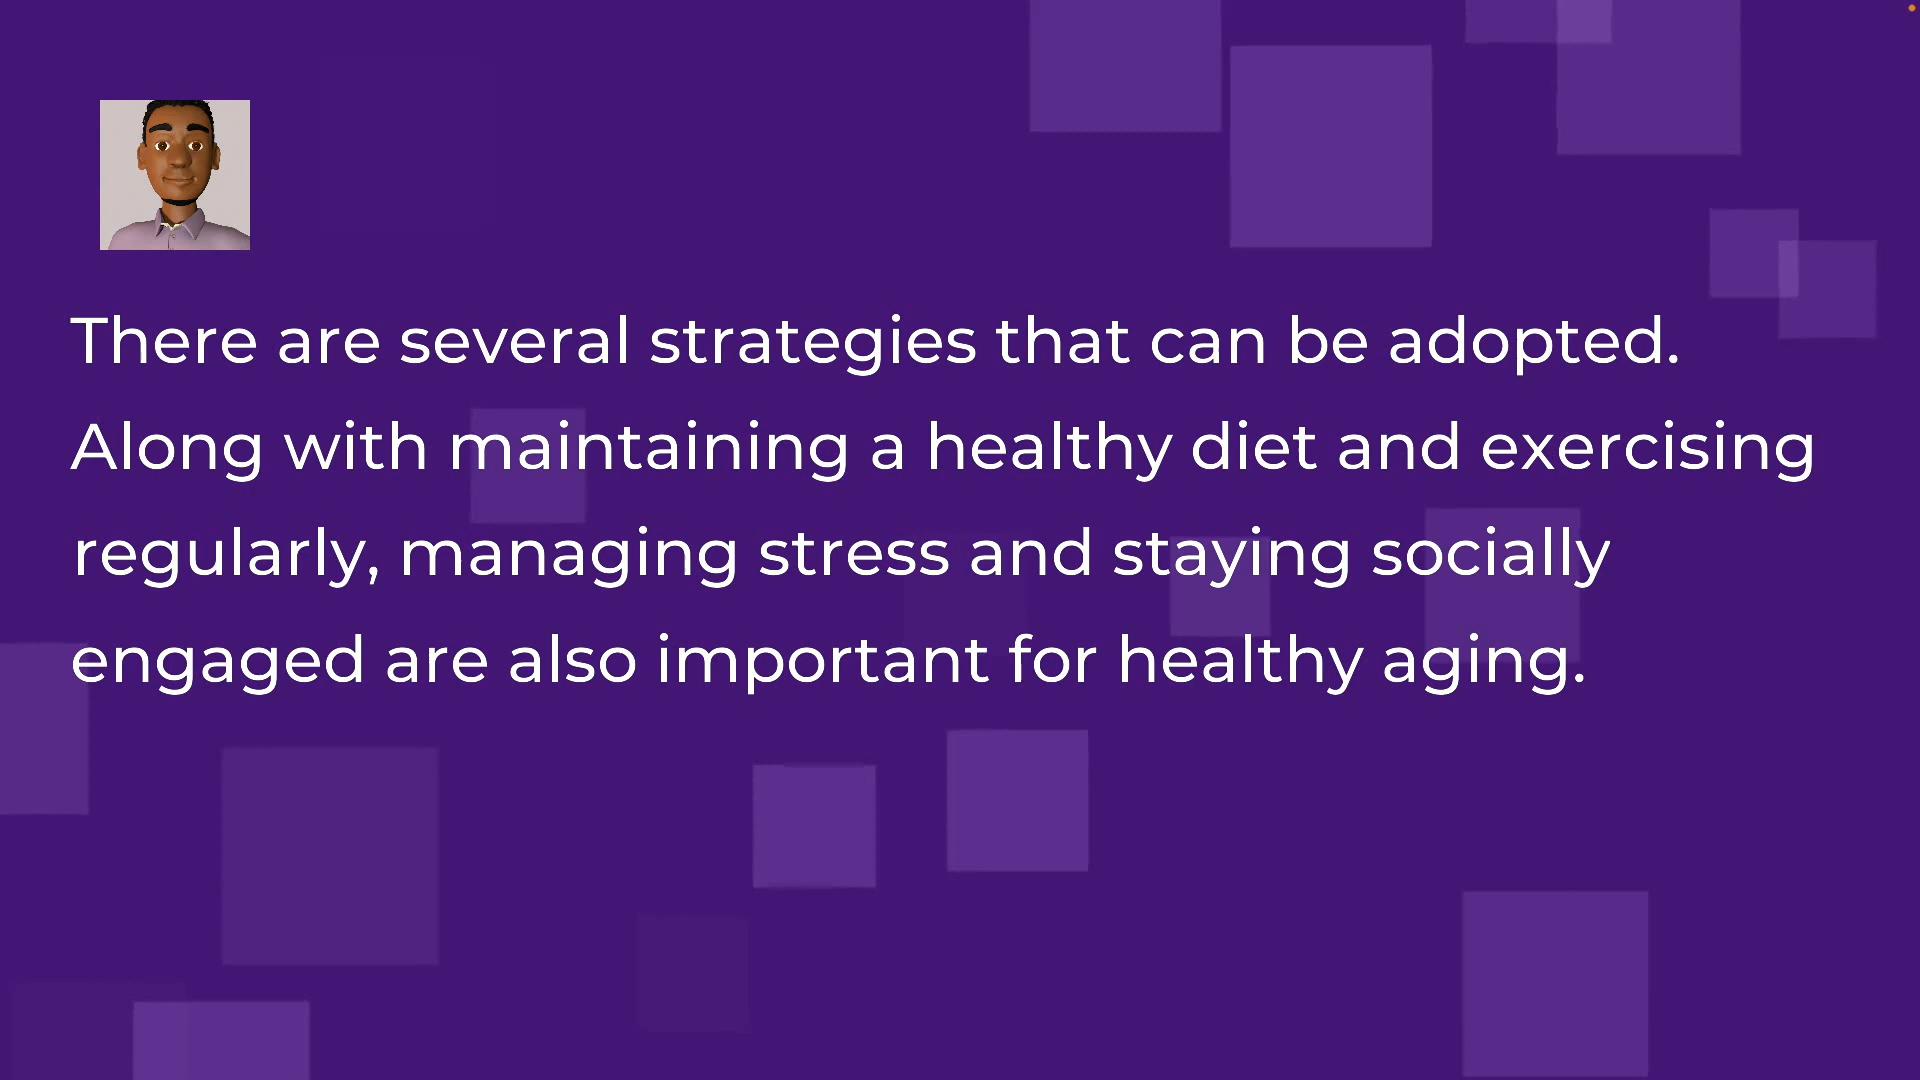 There are several strategies that can be adopted.
Along with maintaining a healthy diet and exercising
regularly, managing stress and staying socially
engaged are also important for healthy aging.